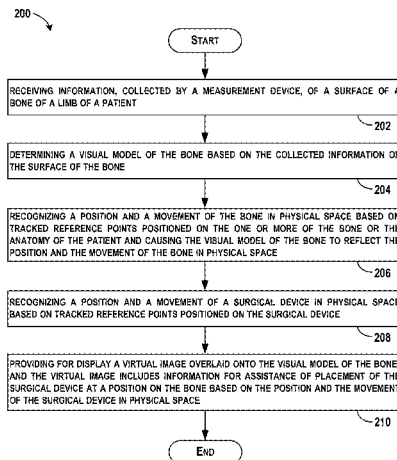 200
START
RECEIVING INFORMATION, COLLECTED BY A MEASUREMENT DEVICE, OF A SURFACE OF A
BONE OF A LIMB OF A PATIENT
202
DETERMINING A VISUAL MODEL OF THE BONE BASED ON THE COLLECTED INFORMATION OF
THE SURFACE OF THE BONE
204
RECOGNIZING A POSITION AND A MOVEMENT OF THE BONE IN PHYSICAL SPACE BASED ON
TRACKED REFERENCE POINTS POSITIONED ON THE ONE OR MORE OF THE BONE OR THE
ANATOMY OF THE PATIENT AND CAUSING THE VISUAL MODEL OF THE BONE TO REFLECT THE
POSITION AND THE MOVEMENT OF THE BONE IN PHYSICAL SPACE
206
RECOGNIZING A POSITION AND A MOVEMENT OF A SURGICAL DEVICE IN PHYSICAL SPACE
BASED ON TRACKED REFERENCE POINTS POSITIONED ON THE SURGICAL DEVICE
208
PROVIDING FOR DISPLAY A VIRTUAL IMAGE OVERLAID ONTO THE VISUAL MODEL OF THE BONE
AND THE VIRTUAL IMAGE INCLUDES INFORMATION FOR ASSISTANCE OF PLACEMENT OF THE
SURGICAL DEVICE AT A POSITION ON THE BONE BASED ON THE POSITION AND THE MOVEMENT
OF THE SURGICAL DEVICE IN PHYSICAL SPACE
210
END